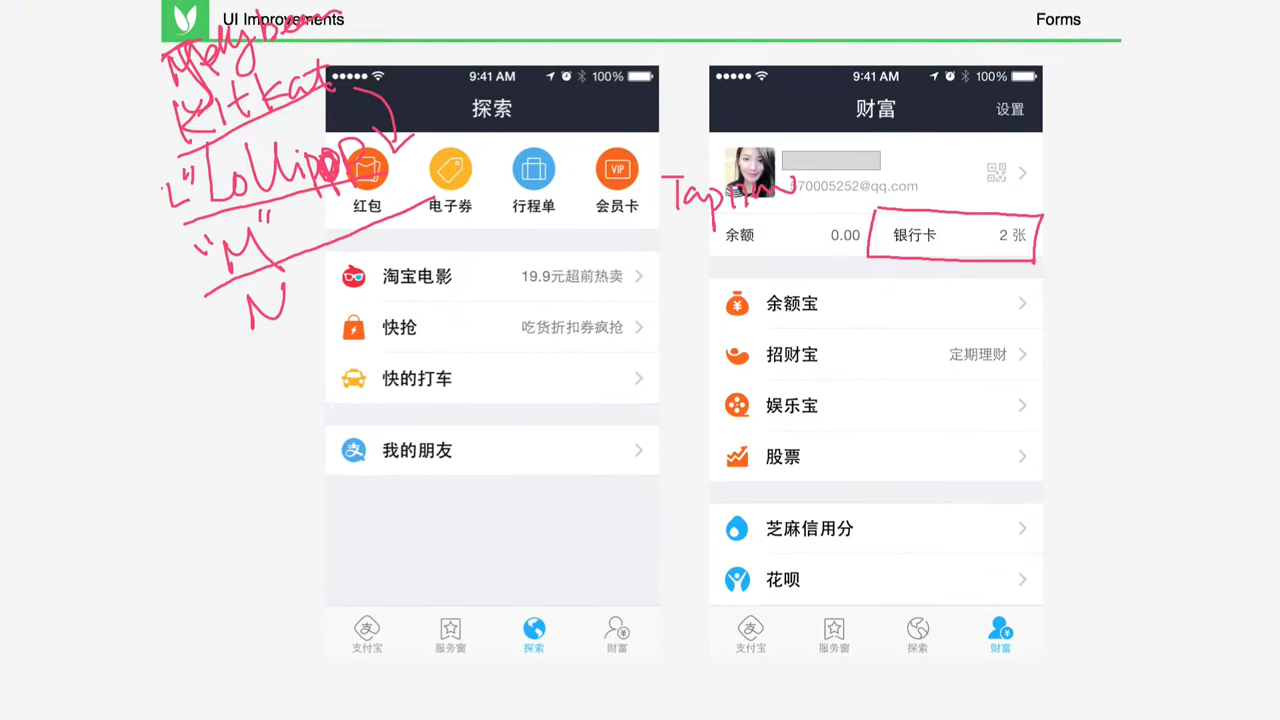 UI Improvements
Forms
Jellybean
Kitkat
"L" Lollipop
"M"
N
9:41 AM
100%
探索
红包
电子券
行程单
VIP
会员卡
淘宝电影
19.9元超前热卖
快抢
吃货折扣券疯抢
快的打车
我的朋友
支付宝
服务窗
探索
财富
9:41 AM
100%
财富
设置
570005252@qq.com
余额
0.00
银行卡
2 张
余额宝
招财宝
定期理财
娱乐宝
股票
芝麻信用分
花呗
支付宝
服务窗
探索
财富